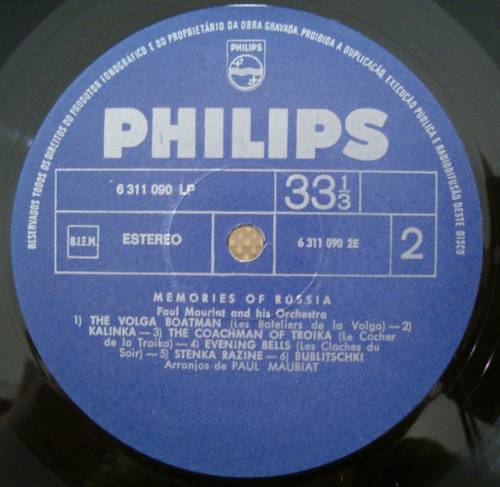 RESERVADOS TODOS OS DIREITOS DO PRODUTOR FONOGRÁFICO E DO PROPRIETÁRIO DA OBRA GRAVADA. PROIBIDA A DUPLICAÇÃO, EXECUÇÃO PÚBLICA E RADIODIFUSÃO DESTE DISCO
PHILIPS
PHILIPS
6 311 090 LP
33 1/3
B.I.E.M.
ESTEREO
6 311 090 2E
2
MEMORIES OF RUSSIA
Paul Mauriat and his Orchestra
1) THE VOLGA BOATMAN (Les Bateliers de la Volga) — 2)
KALINKA — 3) THE COACHMAN OF TROIKA (Le Cocher
de la Troika) — 4) EVENING BELLS (Les Cloches du
Soir) — 5) STENKA RAZINE — 6) BUBLITSCHKI
Arranjos de PAUL MAURIAT